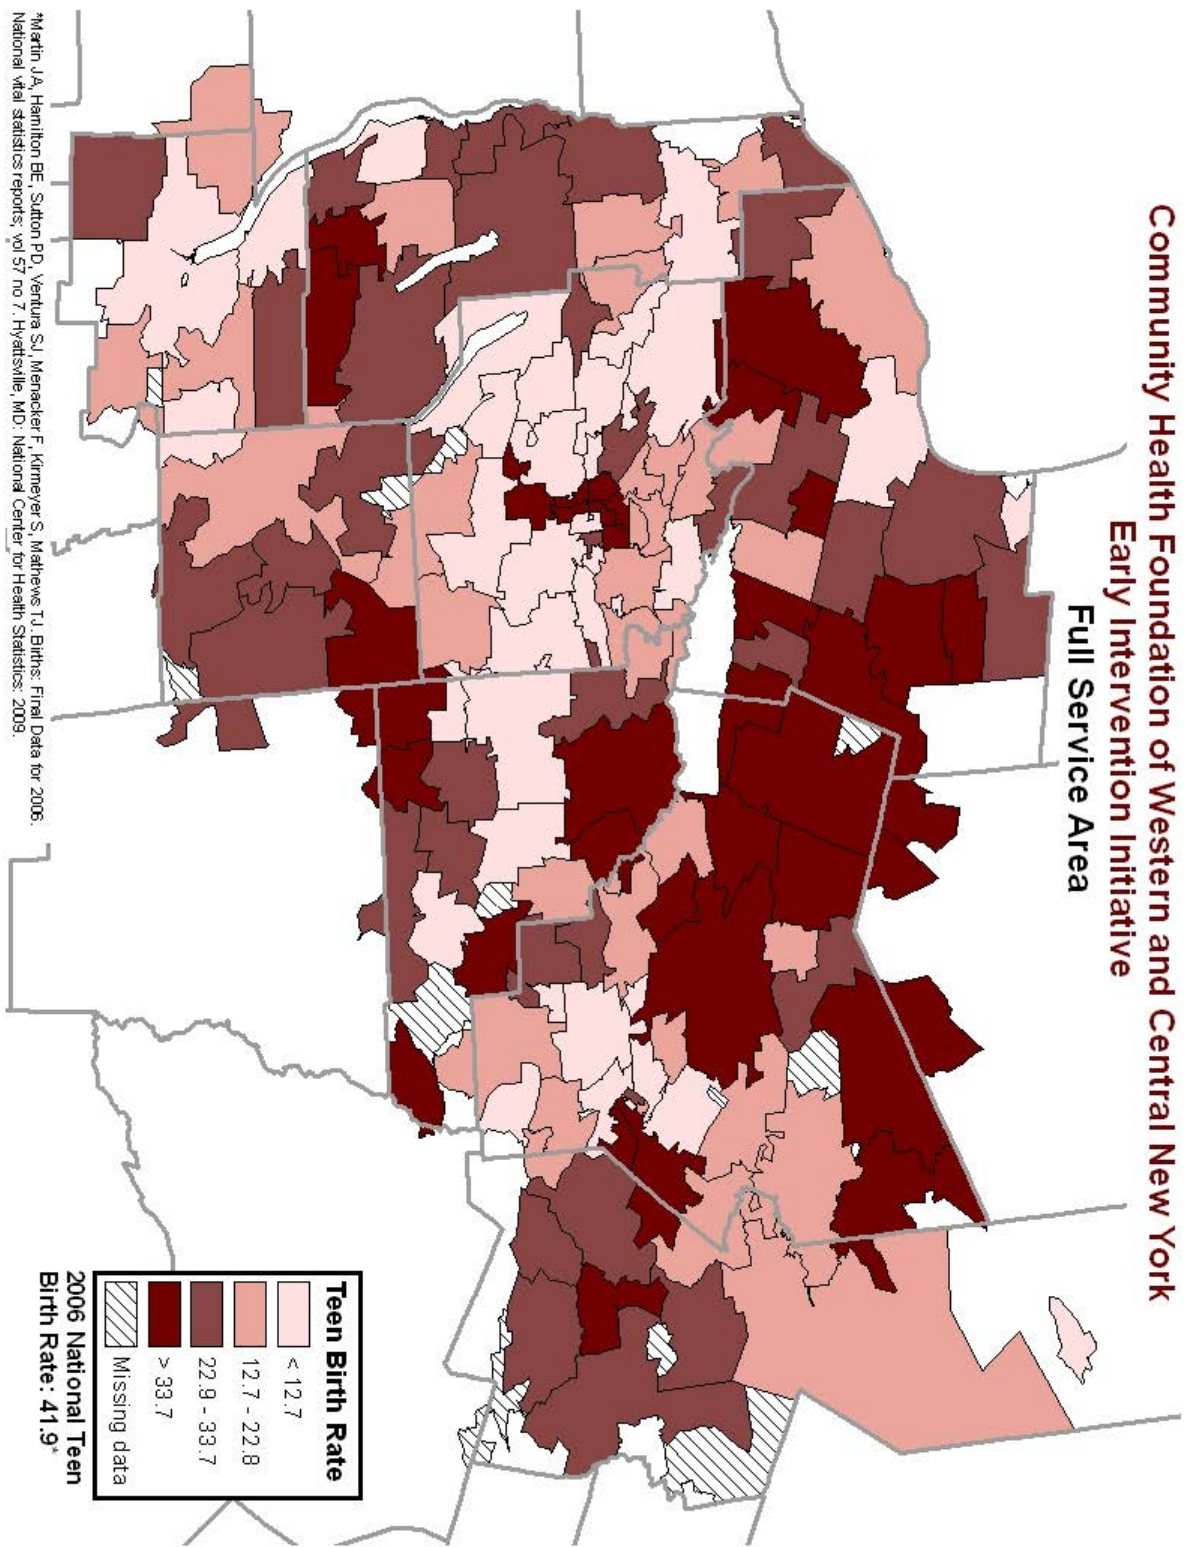 Community Health Foundation of Western and Central New York
Early Intervention Initiative
Full Service Area
Teen Birth Rate
< 12.7
12.7 - 22.8
22.9 - 33.7
> 33.7
Missing data
2006 National Teen
Birth Rate: 41.9*
*Martin JA, Hamilton BE, Sutton PD, Ventura SJ, Menacker F, Kirmeyer S, Mathews TJ. Births: Final Data for 2006.
National vital statistics reports; vol 57 no 7. Hyattsville, MD: National Center for Health Statistics: 2009.